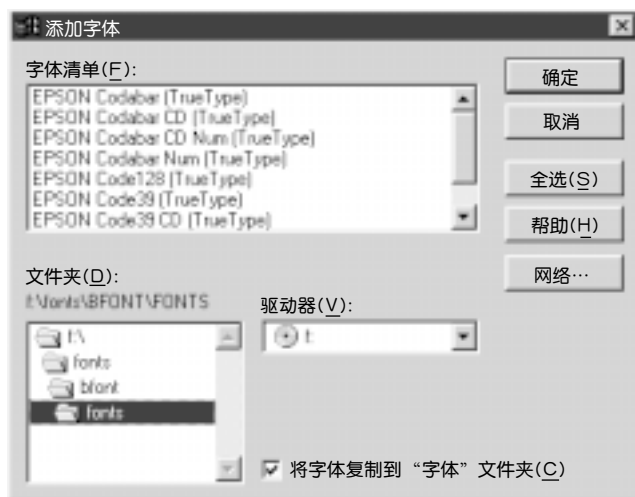 添加字体
字体清单(F):
EPSON Codabar (TrueType)
EPSON Codabar CD (TrueType)
EPSON Codabar CD Num (TrueType)
EPSON Codabar Num (TrueType)
EPSON Code128 (TrueType)
EPSON Code39 (TrueType)
EPSON Code39 CD (TrueType)
确定
取消
全选(S)
帮助(H)
网络…
文件夹(D):
t:\fonts\BFONT\FONTS
t:\
fonts
bfont
fonts
驱动器(V):
t:
将字体复制到“字体”文件夹(C)